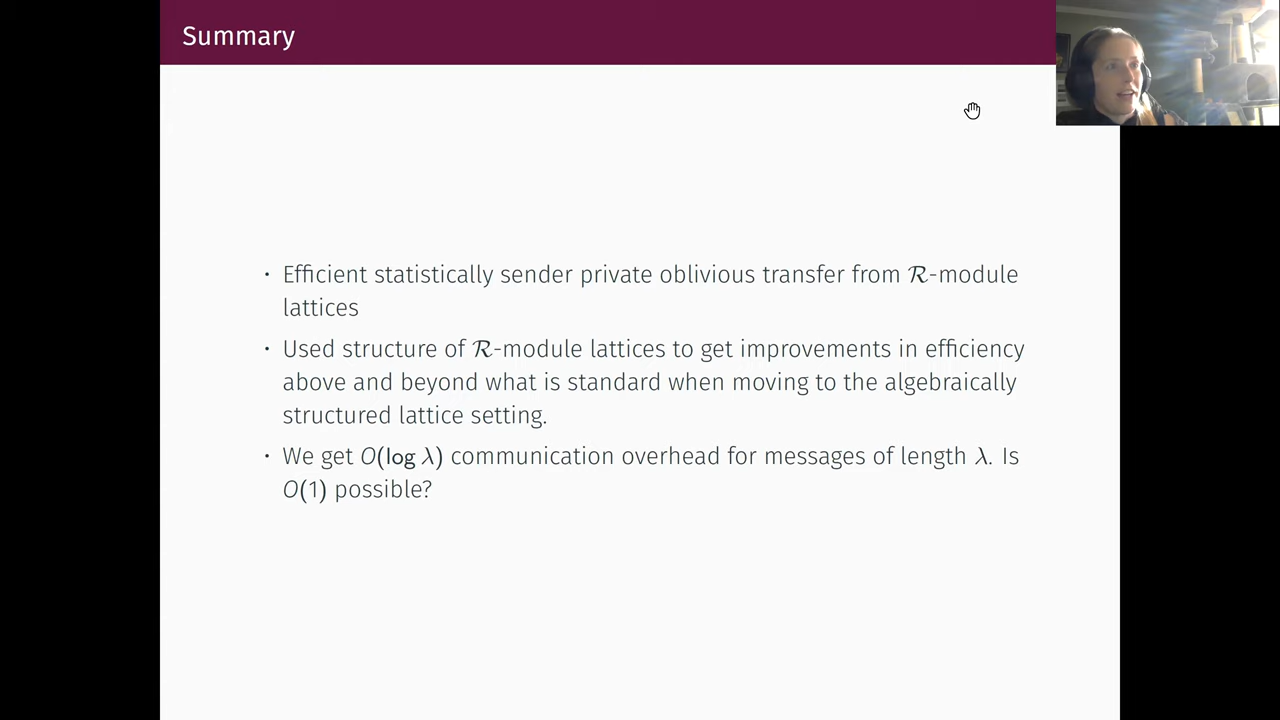 Summary
• Efficient statistically sender private oblivious transfer from ℛ-module
lattices
• Used structure of ℛ-module lattices to get improvements in efficiency
above and beyond what is standard when moving to the algebraically
structured lattice setting.
• We get O(log λ) communication overhead for messages of length λ. Is
O(1) possible?